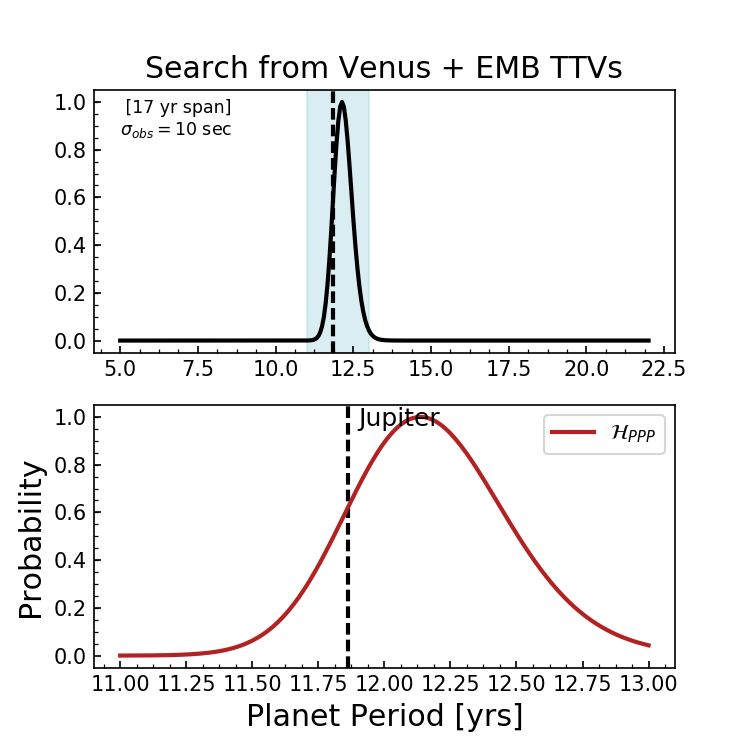 Search from Venus + EMB TTVs
[17 yr span]
σ_obs = 10 sec
1.0
0.8
0.6
0.4
0.2
0.0
5.0 7.5 10.0 12.5 15.0 17.5 20.0 22.5
Jupiter
ℋ_PPP
1.0
0.8
0.6
0.4
0.2
0.0
Probability
11.00 11.25 11.50 11.75 12.00 12.25 12.50 12.75 13.00
Planet Period [yrs]